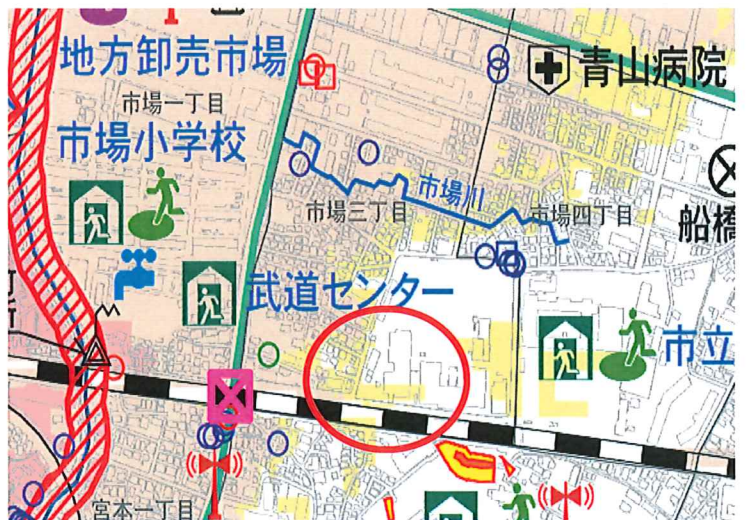 地方卸売市場
市場一丁目
市場小学校
青山病院
市場川
市場三丁目
市場四丁目
船橋
武道センター
市立
宮本一丁目